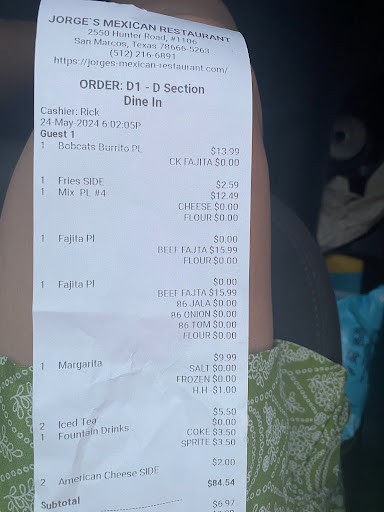 JORGE'S MEXICAN RESTAURANT
2550 Hunter Road, #1106
San Marcos, Texas 78666-5263
(512) 216-6891
https://jorges-mexican-restaurant.com/
ORDER: D1 - D Section
Dine In
Cashier: Rick
24-May-2024 6:02:05P
Guest 1
1 Bobcats Burrito PL $13.99
CK FAJITA $0.00
1 Fries SIDE $2.59
1 Mix PL #4 $12.49
CHEESE $0.00
FLOUR $0.00
1 Fajita Pl $0.00
BEEF FAJTA $15.99
FLOUR $0.00
1 Fajita Pl $0.00
BEEF FAJTA $15.99
86 JALA $0.00
86 ONION $0.00
86 TOM $0.00
FLOUR $0.00
1 Margarita $9.99
SALT $0.00
FROZEN $0.00
H.H $1.00
2 Iced Tea $5.50
1 Fountain Drinks $0.00
COKE $3.50
SPRITE $3.50
2 American Cheese SIDE $2.00
Subtotal $84.54
$6.97